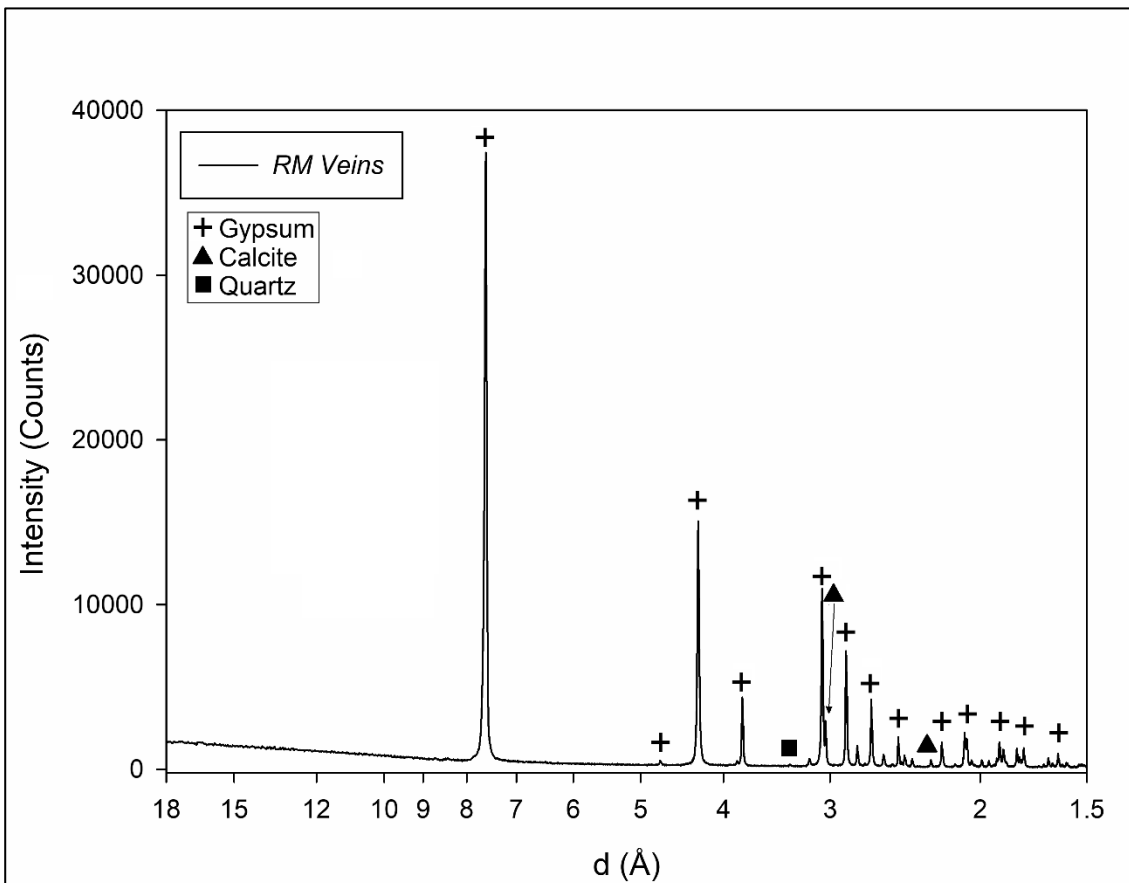 40000
30000
20000
10000
0
Intensity (Counts)
RM Veins
Gypsum
Calcite
Quartz
18 15 12 10 9 8 7 6 5 4 3 2 1.5
d (Å)